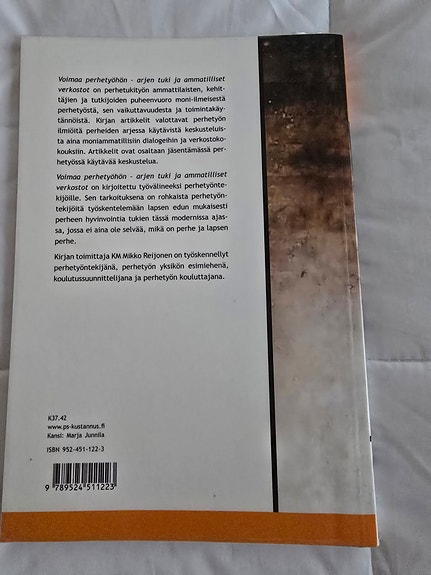 Voimaa perhetyöhön - arjen tuki ja ammatilliset
verkostot on perhetukityön ammattilaisten, kehit-
täjien ja tutkijoiden puheenvuoro moni-ilmeisestä
perhetyöstä, sen vaikuttavuudesta ja toimintakäy-
tännöistä. Kirjan artikkelit valottavat perhetyön
ilmiöitä perheiden arjessa käytävistä keskusteluis-
ta aina moniammatillisiin dialogeihin ja verkostoko-
kouksiin. Artikkelit ovat osaltaan jäsentämässä per-
hetyössä käytävää keskustelua.
Voimaa perhetyöhön - arjen tuki ja ammatilliset
verkostot on kirjoitettu työvälineeksi perhetyönte-
kijöille. Sen tarkoituksena on rohkaista perhetyön-
tekijöitä työskentelemään lapsen edun mukaisesti
perheen hyvinvointia tukien tässä modernissa ajas-
sa, jossa ei aina ole selvää, mikä on perhe ja lapsen
perhe.
Kirjan toimittaja KM Mikko Reijonen on työskennellyt
perhetyöntekijänä, perhetyön yksikön esimiehenä,
koulutussuunnittelijana ja perhetyön kouluttajana.
K37.42
www.ps-kustannus.fi
Kansi: Marja Junnila
ISBN 952-451-122-3
9 789524 511223